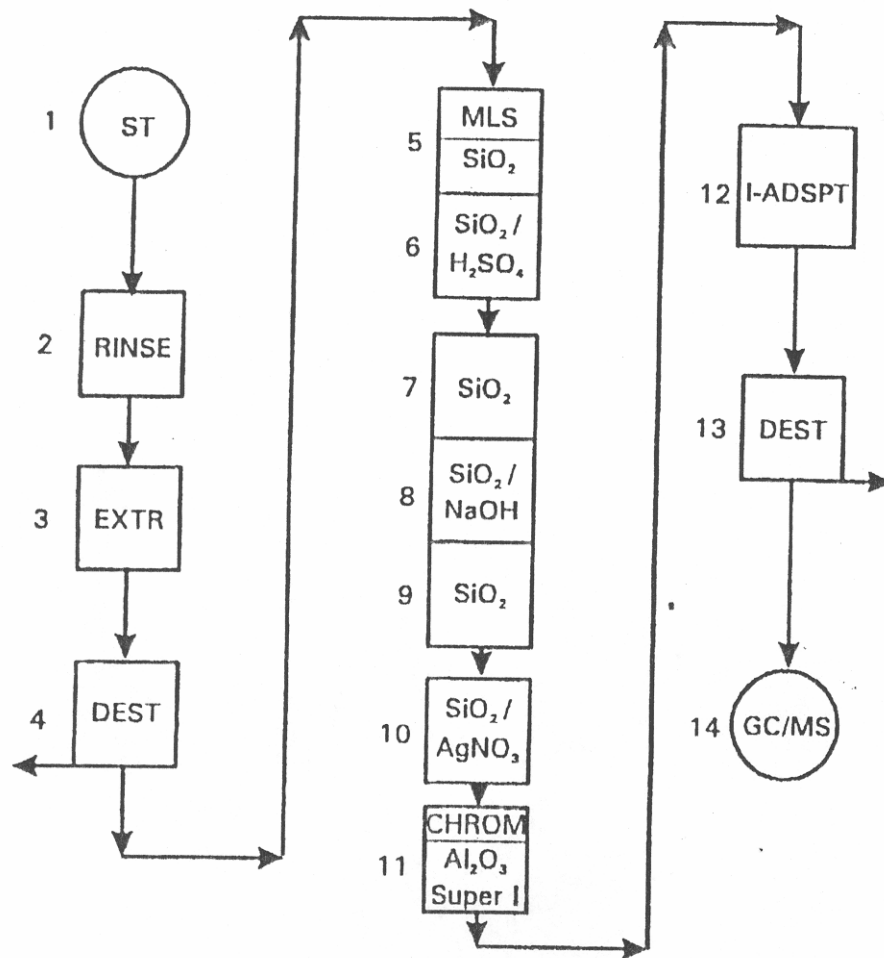 1
ST
2
RINSE
3
EXTR
4
DEST
5
MLS
SiO₂
6
SiO₂/
H₂SO₄
7
SiO₂
8
SiO₂/
NaOH
9
SiO₂
10
SiO₂/
AgNO₃
11
CHROM
Al₂O₃
Super I
12
I-ADSPT
13
DEST
14
GC/MS